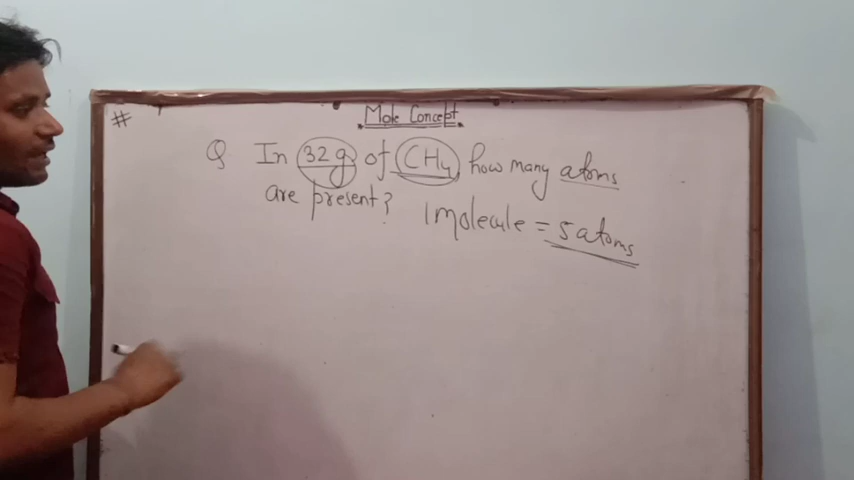 #
Mole Concept
Q In 32g of CH4 how many atoms
are present?
1 molecule = 5 atoms